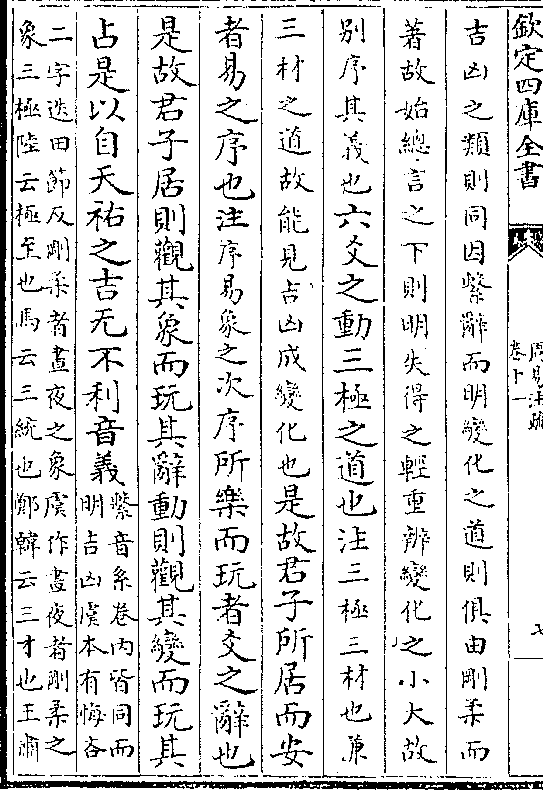 欽定四庫全書
周易注疏
卷十一
七
吉凶之類則同因繫辭而明變化之道則俱由剛柔而
著故始總言之下則明失得之輕重辨變化之小大故
別序其義也六爻之動三極之道也注三極三材也兼
三材之道故能見吉凶成變化也是故君子所居而安
者易之序也注序易象之次序所樂而玩者爻之辭也
是故君子居則觀其象而玩其辭動則觀其變而玩其
占是以自天祐之吉无不利音義繫音系卷內皆同而
明吉凶虞本有悔吝
二字迭田節反剛柔者晝夜之象虞作晝夜者剛柔之
象三極陸云極至也馬云三統也鄭韓云三才也王肅